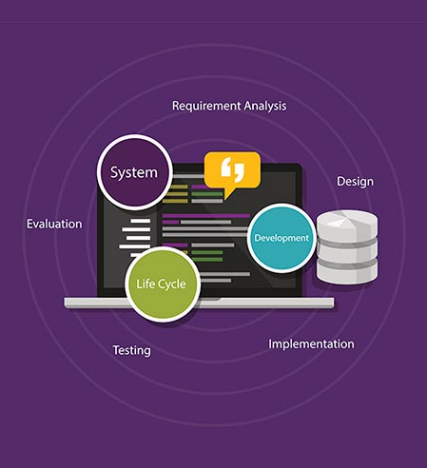 Requirement Analysis
System
Design
Evaluation
Development
Life Cycle
Implementation
Testing